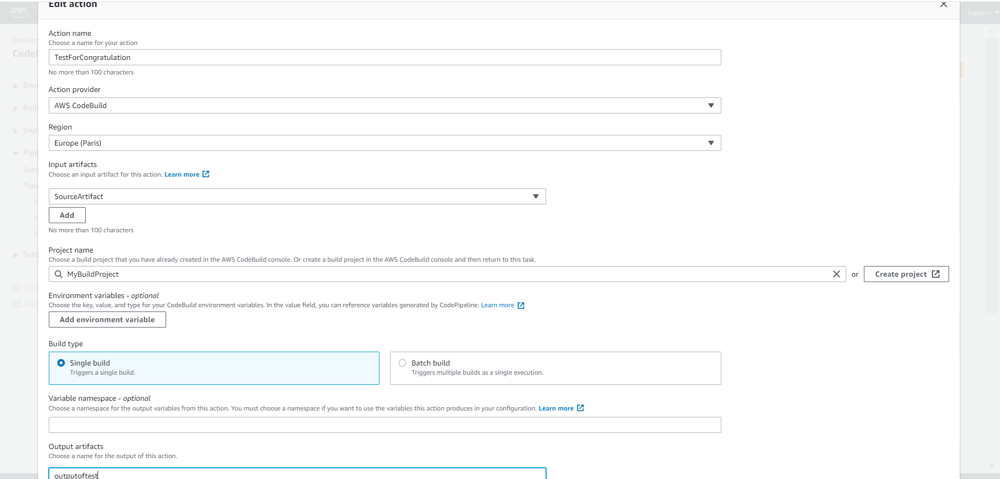 Edit action
aws
Support
Develop
CodeP
Sour
Buil
Dep
Pipe
Gett
Pipe
P
H
S
Sett
Go t
Feed
Action name
Choose a name for your action
TestForCongratulation
No more than 100 characters
Action provider
AWS CodeBuild
Region
Europe (Paris)
Input artifacts
Choose an input artifact for this action. Learn more
SourceArtifact
Add
No more than 100 characters
Project name
Choose a build project that you have already created in the AWS CodeBuild console. Or create a build project in the AWS CodeBuild console and then return to this task.
MyBuildProject or Create project
Environment variables - optional
Choose the key, value, and type for your CodeBuild environment variables. In the value field, you can reference variables generated by CodePipeline. Learn more
Add environment variable
Build type
Single build
Triggers a single build.
Batch build
Triggers multiple builds as a single execution.
Variable namespace - optional
Choose a namespace for the output variables from this action. You must choose a namespace if you want to use the variables this action produces in your configuration. Learn more
Output artifacts
Choose a name for the output of this action.
outputoftest